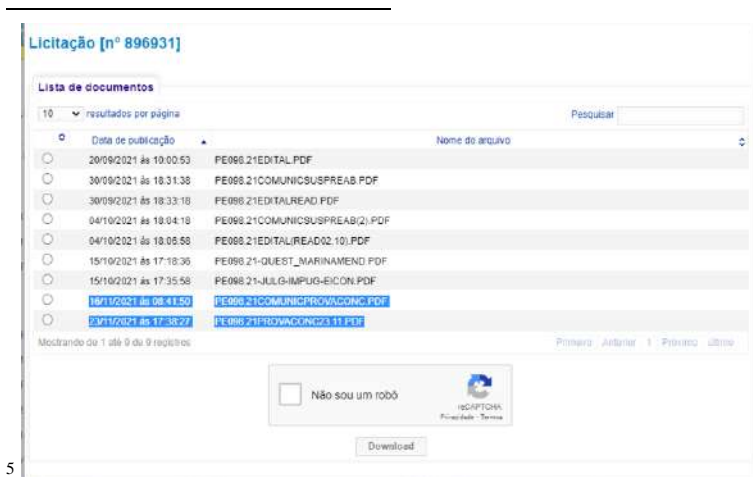 Licitação [nº 896931]
Lista de documentos
10 resultados por página Pesquisar
Data de publicação Nome do arquivo
20/09/2021 às 10:00:53 PE098.21EDITAL.PDF
30/09/2021 às 18:31:38 PE098.21COMUNICSUSPREAB.PDF
30/09/2021 às 18:33:18 PE098.21EDITALREAD.PDF
04/10/2021 às 18:04:18 PE098.21COMUNICSUSPREAB(2).PDF
04/10/2021 às 18:06:58 PE098.21EDITAL(READ02.10).PDF
15/10/2021 às 17:18:36 PE098.21-QUEST_MARINAMEND.PDF
15/10/2021 às 17:35:58 PE098.21-JULG-IMPUG-EICON.PDF
16/11/2021 às 08:41:50 PE098.21COMUNICPROVACONC.PDF
23/11/2021 às 17:38:27 PE098.21PROVACONC23.11.PDF
Mostrando de 1 até 9 de 9 registros Primeiro Anterior 1 Próximo Último
Não sou um robô
reCAPTCHA
Privacidade - Termos
Download
5